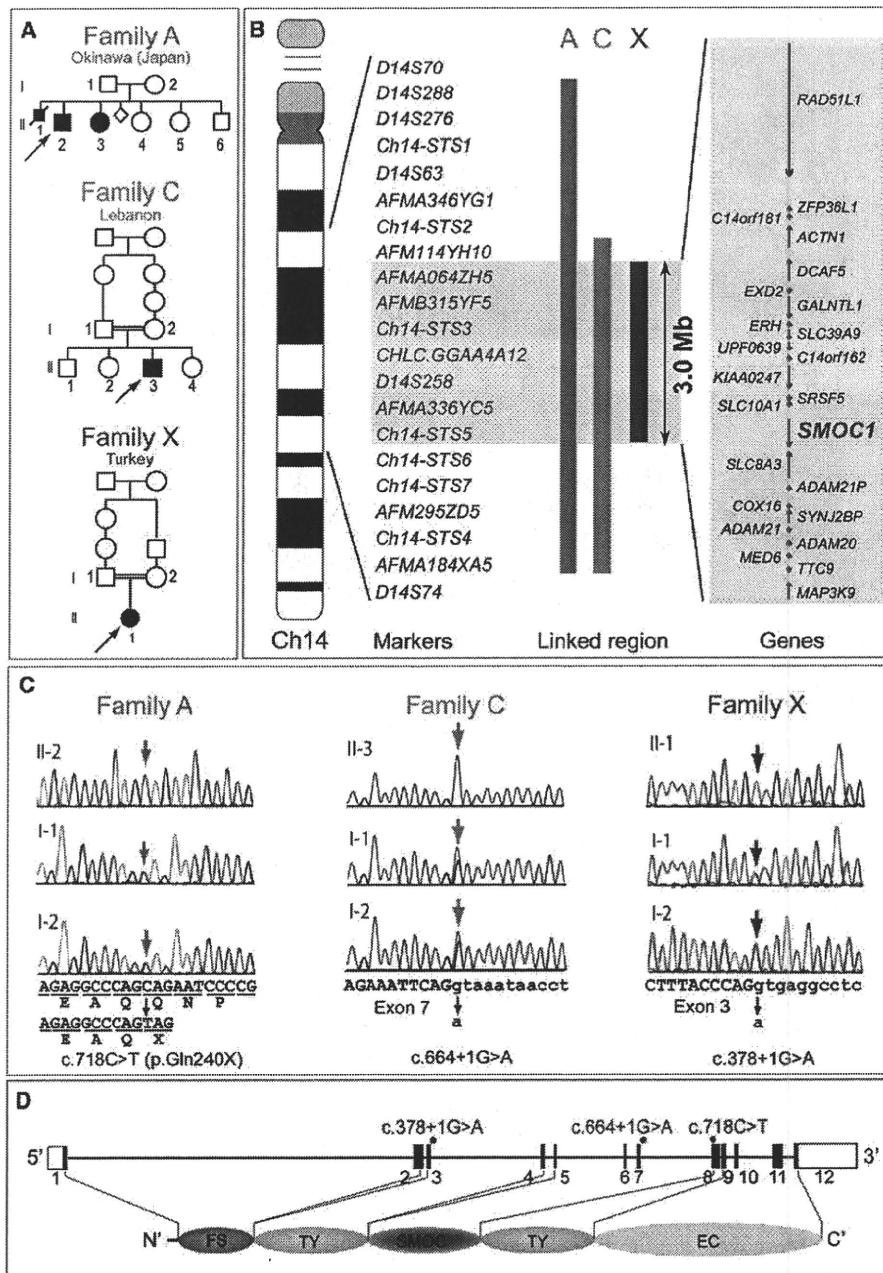 A
Family A
Okinawa (Japan)
I
1
2
II
1
2
3
4
5
6
Family C
Lebanon
I
1
2
II
1
2
3
4
Family X
Turkey
I
1
2
II
1
B
A C X
D14S70
D14S288
D14S276
Ch14-STS1
D14S63
AFMA346YG1
Ch14-STS2
AFM114YH10
AFMA064ZH5
AFMB315YF5
Ch14-STS3
CHLC.GGAA4A12
D14S258
AFMA336YC5
Ch14-STS5
Ch14-STS6
Ch14-STS7
AFM295ZD5
Ch14-STS4
AFMA184XA5
D14S74
3.0 Mb
RAD51L1
ZFP36L1
C14orf181
ACTN1
DCAF5
EXD2
GALNTL1
ERH
SLC39A9
UPF0639
C14orf162
KIAA0247
SRSF5
SLC10A1
SMOC1
SLC8A3
ADAM21P
COX16
SYNJ2BP
ADAM21
ADAM20
MED6
TTC9
MAP3K9
Ch14 Markers Linked region Genes
C
Family A
II-2
I-1
I-2
AGAGGCCCAGCAGAATCCCCG
E A Q Q N P
AGAGGCCCAGTAG
E A Q X
c.718C>T (p.Gln240X)
Family C
II-3
I-1
I-2
AGAAATTCAGgtaaataacct
Exon 7
a
c.664+1G>A
Family X
II-1
I-1
I-2
CTTTACCCAGgtgaggcctc
Exon 3
a
c.378+1G>A
D
c.378+1G>A c.664+1G>A c.718C>T
5' 3'
1 2 3 4 5 6 7 8 9 10 11 12
N' FS TY SMOC TY EC C'